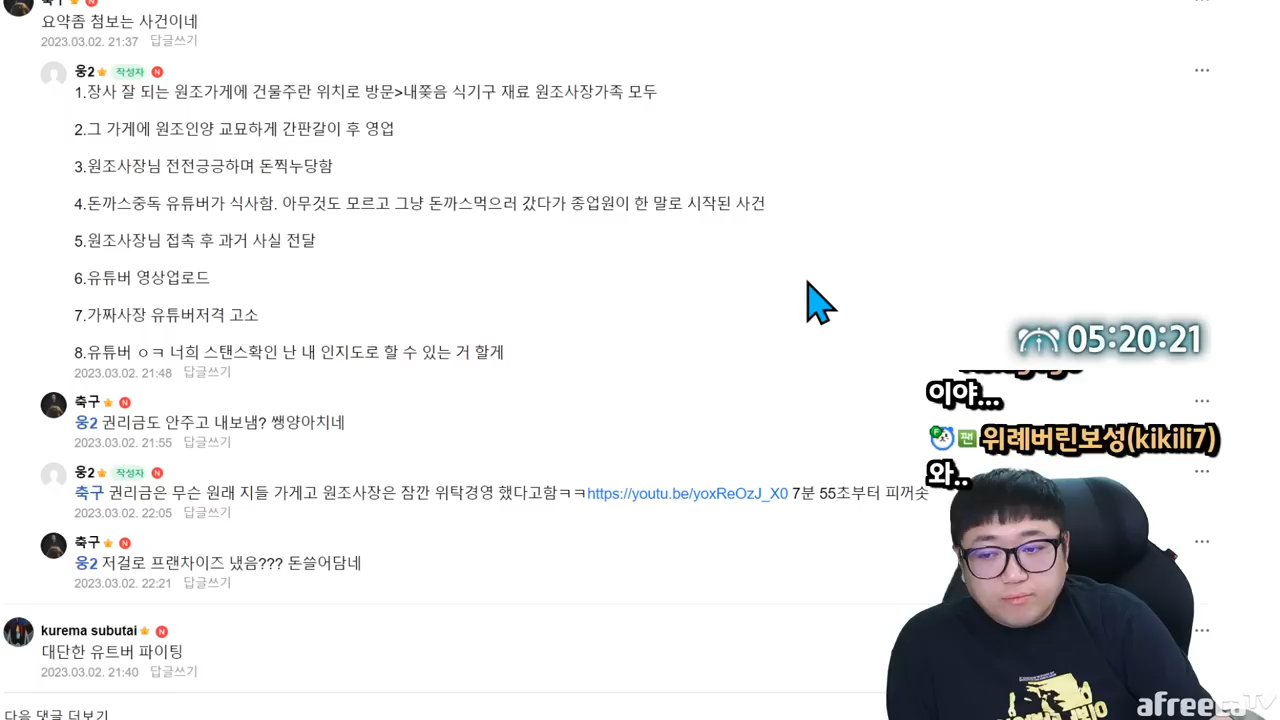 축구
요약좀 첨보는 사건이네
2023.03.02. 21:37 답글쓰기
웅2 작성자 N
1.장사 잘 되는 원조가게에 건물주란 위치로 방문>내쫓음 식기구 재료 원조사장가족 모두
2.그 가게에 원조인양 교묘하게 간판갈이 후 영업
3.원조사장님 전전긍긍하며 돈찍누당함
4.돈까스중독 유튜버가 식사함. 아무것도 모르고 그냥 돈까스먹으러 갔다가 종업원이 한 말로 시작된 사건
5.원조사장님 접촉 후 과거 사실 전달
6.유튜버 영상업로드
7.가짜사장 유튜버저격 고소
8.유튜버 ㅇㅋ 너희 스탠스확인 난 내 인지도로 할 수 있는 거 할게
2023.03.02. 21:48 답글쓰기
축구 N
웅2 권리금도 안주고 내보냄? 쌩양아치네
2023.03.02. 21:55 답글쓰기
웅2 작성자 N
축구 권리금은 무슨 원래 지들 가게고 원조사장은 잠깐 위탁경영 했다고함ㅋㅋhttps://youtu.be/yoxReOzJ_X0 7분 55초부터 피꺼솟
2023.03.02. 22:05 답글쓰기
축구 N
웅2 저걸로 프랜차이즈 냈음??? 돈쓸어담네
2023.03.02. 22:21 답글쓰기
kurema subutai N
대단한 유트버 파이팅
2023.03.02. 21:40 답글쓰기
다음 댓글 더보기
05:20:21
이야...
F 팬 위례버린보성(kikili7)
와..
afreecaTV